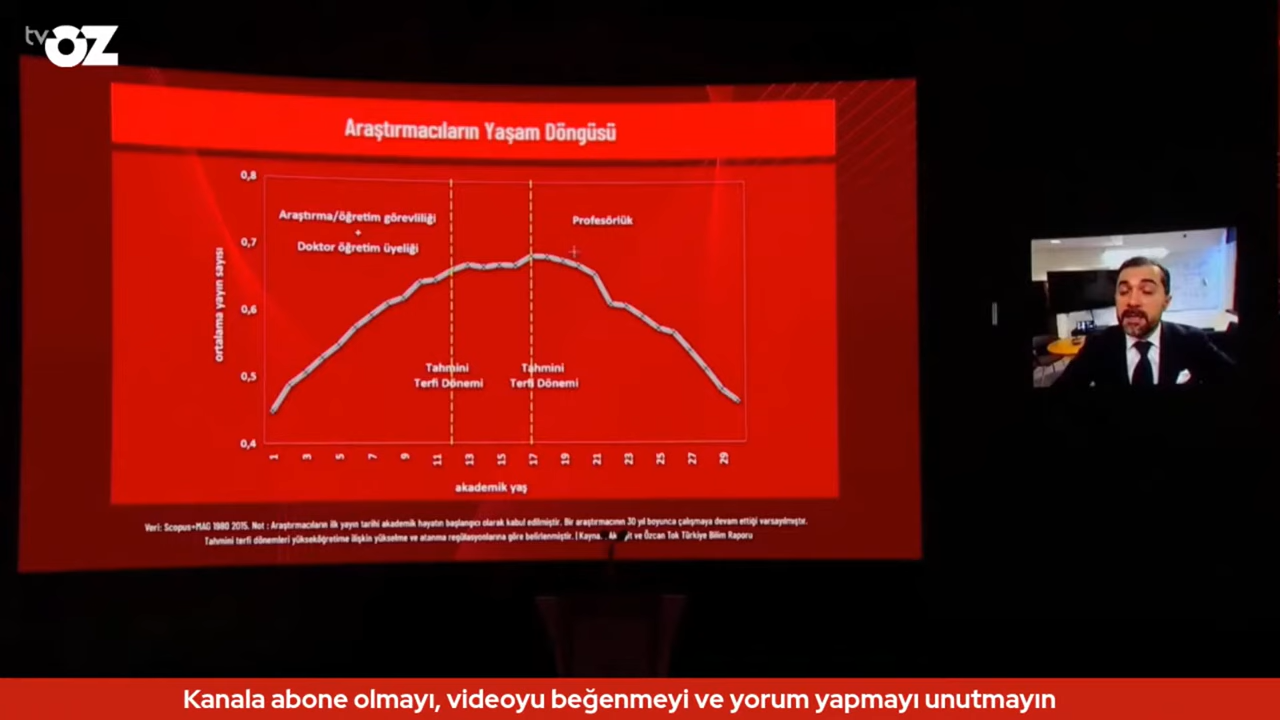 tv ÖZ
Araştırmacıların Yaşam Döngüsü
0,8
0,7
0,6
0,5
0,4
ortalama yayın sayısı
Araştırma/öğretim görevliliği
+
Doktor öğretim üyeliği
Profesörlük
Tahmini
Terfi Dönemi
Tahmini
Terfi Dönemi
1 3 5 7 9 11 13 15 17 19 21 23 25 27 29
akademik yaş
Veri: Scopus+MAG 1980 2015. Not : Araştırmacıların ilk yayın tarihi akademik hayatın başlangıcı olarak kabul edilmiştir. Bir araştırmacının 30 yıl boyunca çalışmaya devam ettiği varsayılmıştır.
Tahmini terfi dönemleri yükseköğretime ilişkin yükselme ve atanma regülasyonlarına göre belirlenmiştir. | ve Özcan Tok Türkiye Bilim Raporu
Kanala abone olmayı, videoyu beğenmeyi ve yorum yapmayı unutmayın